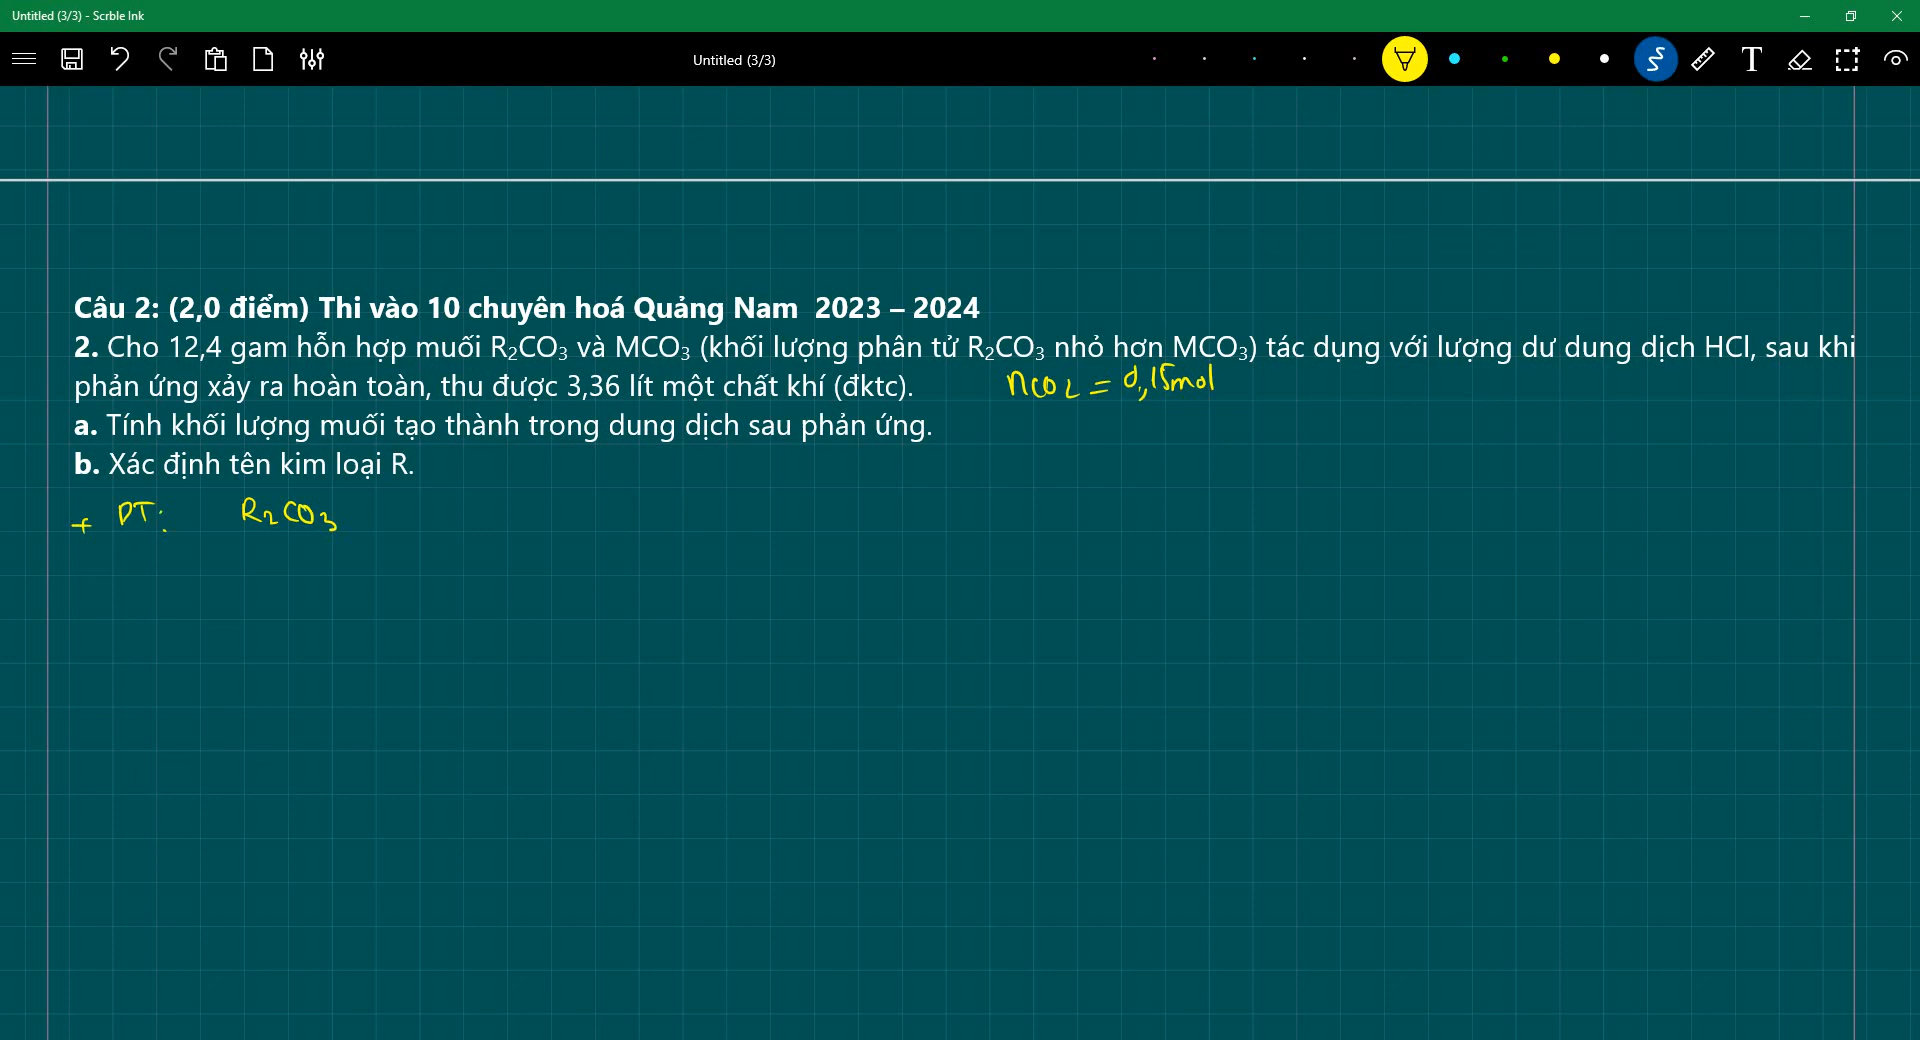 Untitled (3/3) - Scrble Ink
Untitled (3/3)
T
Câu 2: (2,0 điểm) Thi vào 10 chuyên hoá Quảng Nam 2023 – 2024
2. Cho 12,4 gam hỗn hợp muối R₂CO₃ và MCO₃ (khối lượng phân tử R₂CO₃ nhỏ hơn MCO₃) tác dụng với lượng dư dung dịch HCl, sau khi
phản ứng xảy ra hoàn toàn, thu được 3,36 lít một chất khí (đktc). nCO₂ = 0,15mol
a. Tính khối lượng muối tạo thành trong dung dịch sau phản ứng.
b. Xác định tên kim loại R.
+ PT: R₂CO₃